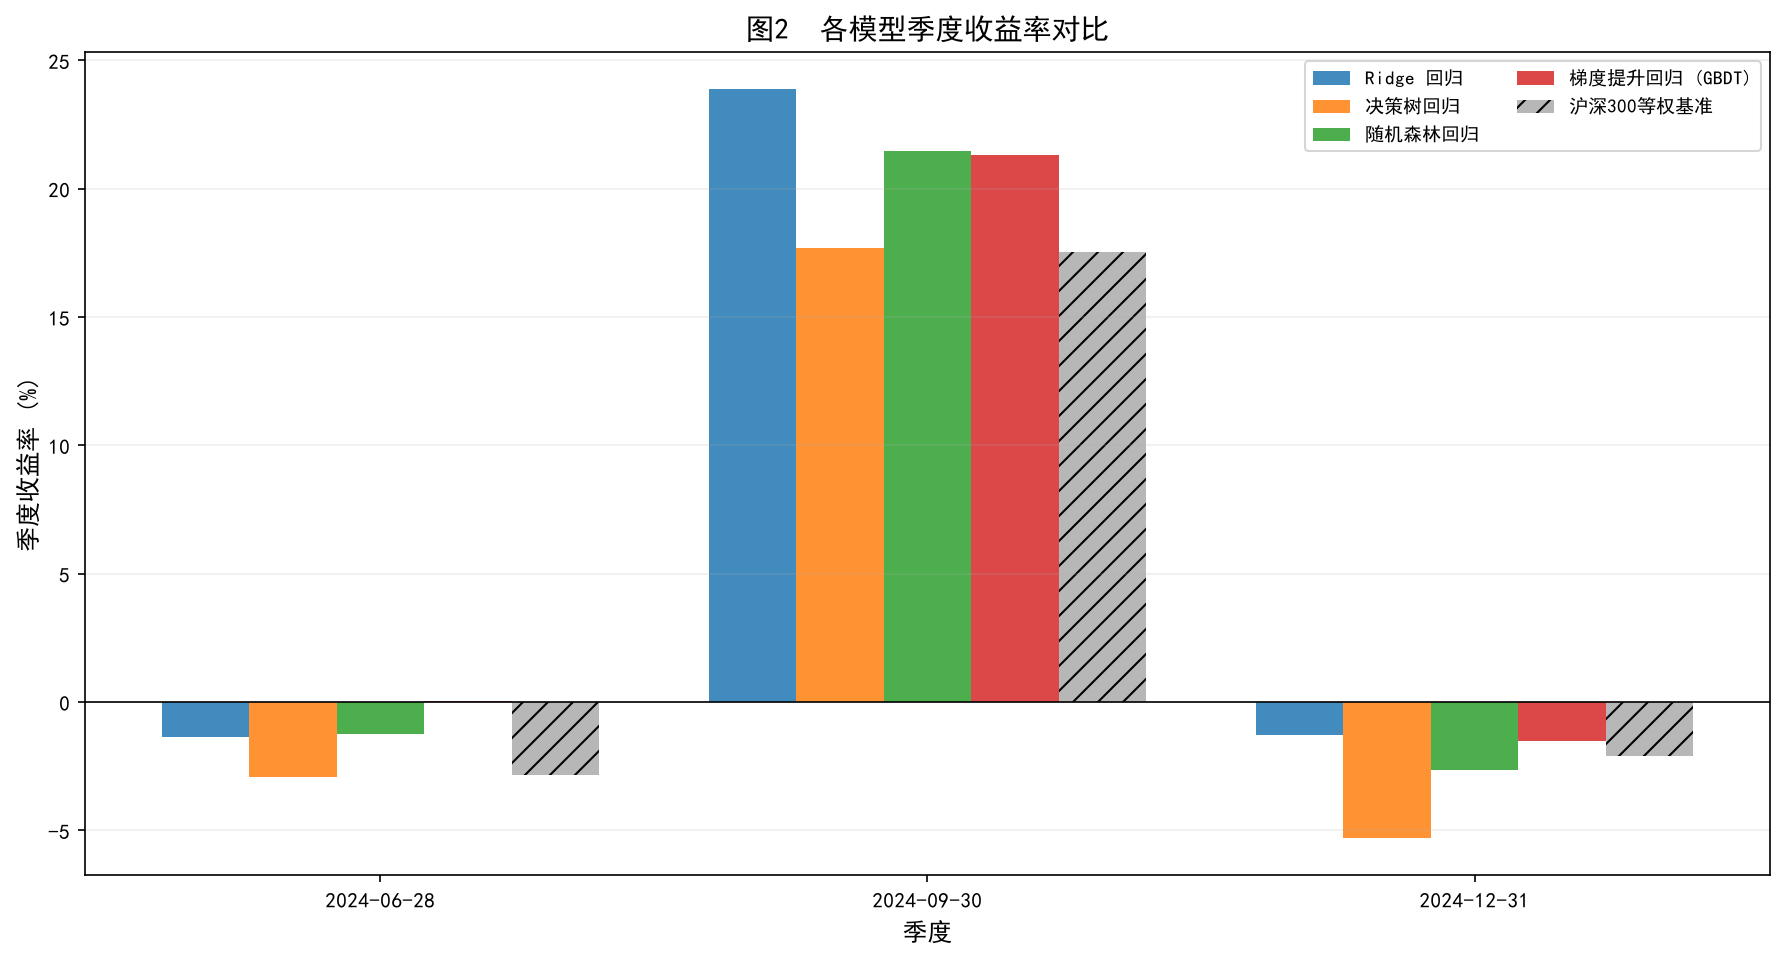 图2　各模型季度收益率对比
Ridge 回归
决策树回归
随机森林回归
梯度提升回归 (GBDT)
沪深300等权基准
季度收益率 (%)
25
20
15
10
5
0
−5
2024-06-28
2024-09-30
2024-12-31
季度